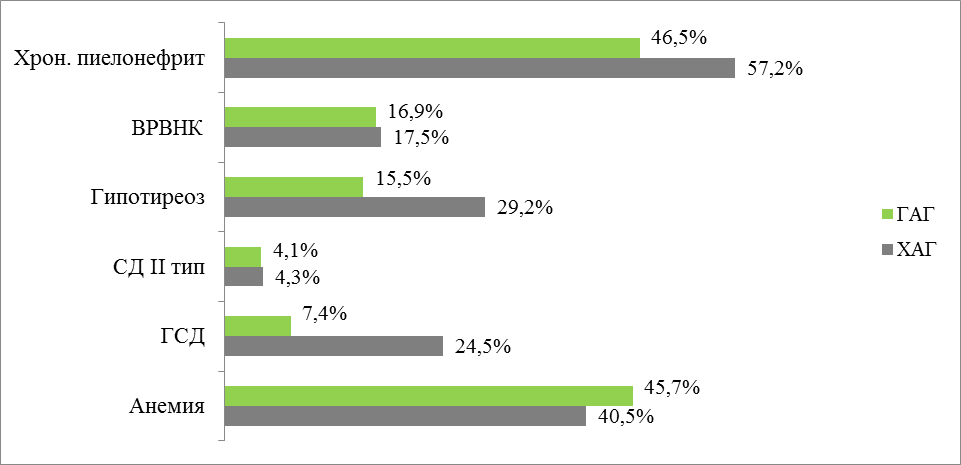 Хрон. пиелонефрит
46,5%
57,2%
ВРВНК
16,9%
17,5%
Гипотиреоз
15,5%
29,2%
СД II тип
4,1%
4,3%
ГСД
7,4%
24,5%
Анемия
45,7%
40,5%
ГАГ
ХАГ